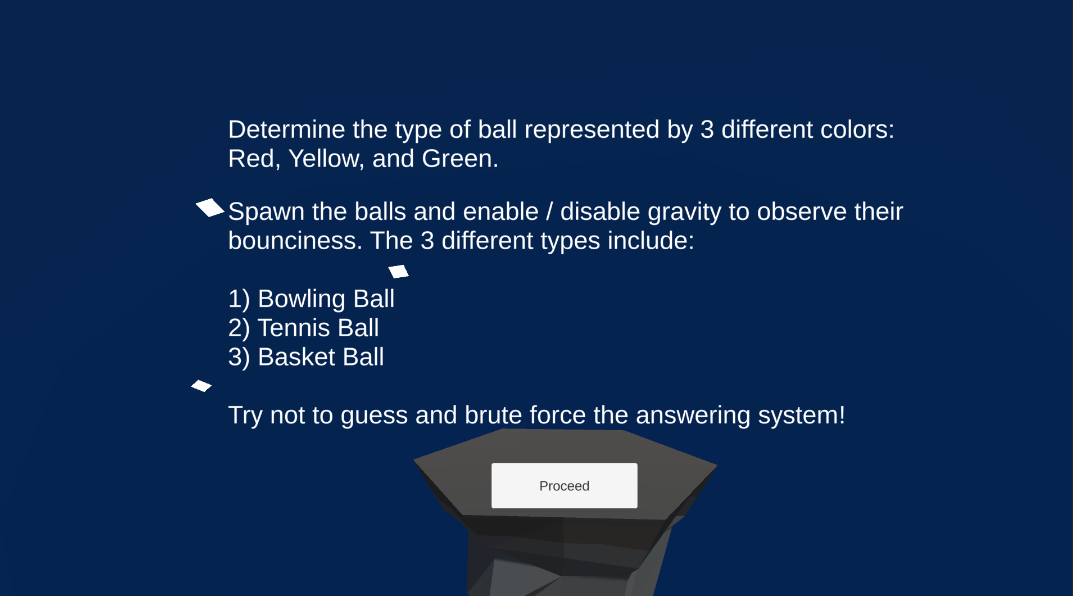 Determine the type of ball represented by 3 different colors:
Red, Yellow, and Green.
Spawn the balls and enable / disable gravity to observe their
bounciness. The 3 different types include:
1) Bowling Ball
2) Tennis Ball
3) Basket Ball
Try not to guess and brute force the answering system!
Proceed